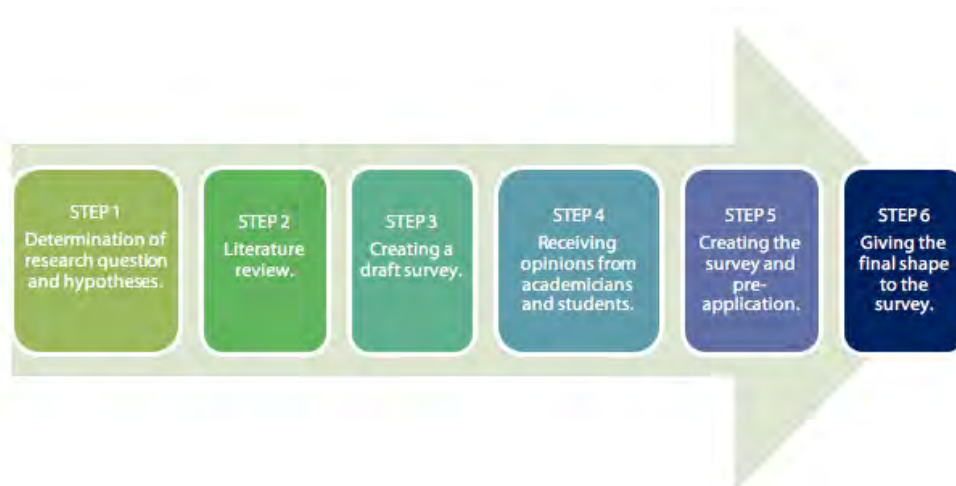 STEP 1
Determination of
research question
and hypotheses.
STEP 2
Literature
review.
STEP 3
Creating a
draft survey.
STEP 4
Receiving
opinions from
academicians
and students.
STEP 5
Creating the
survey and
pre-
application.
STEP 6
Giving the
final shape
to the
survey.